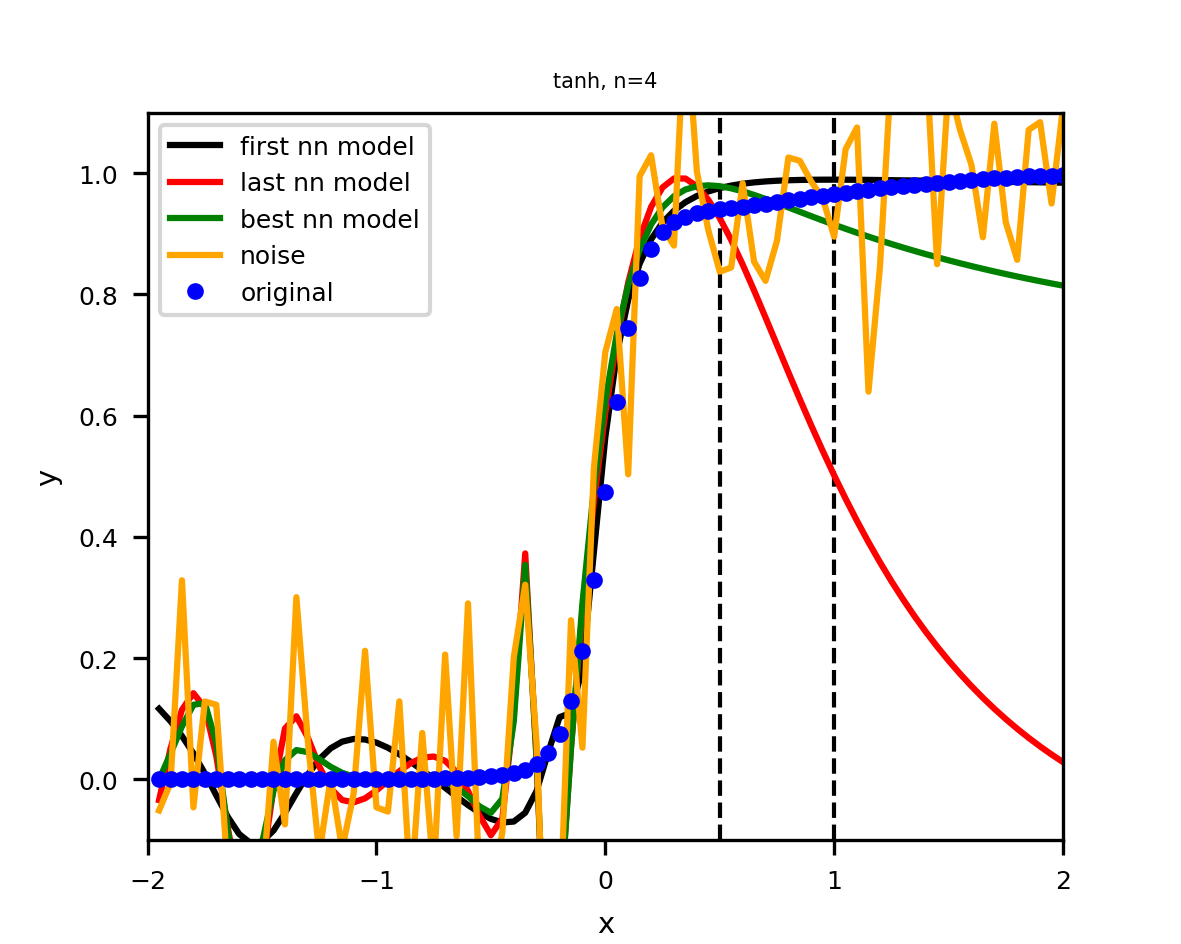 tanh, n=4
first nn model
last nn model
best nn model
noise
original
y
1.0
0.8
0.6
0.4
0.2
0.0
−2 −1 0 1 2
x